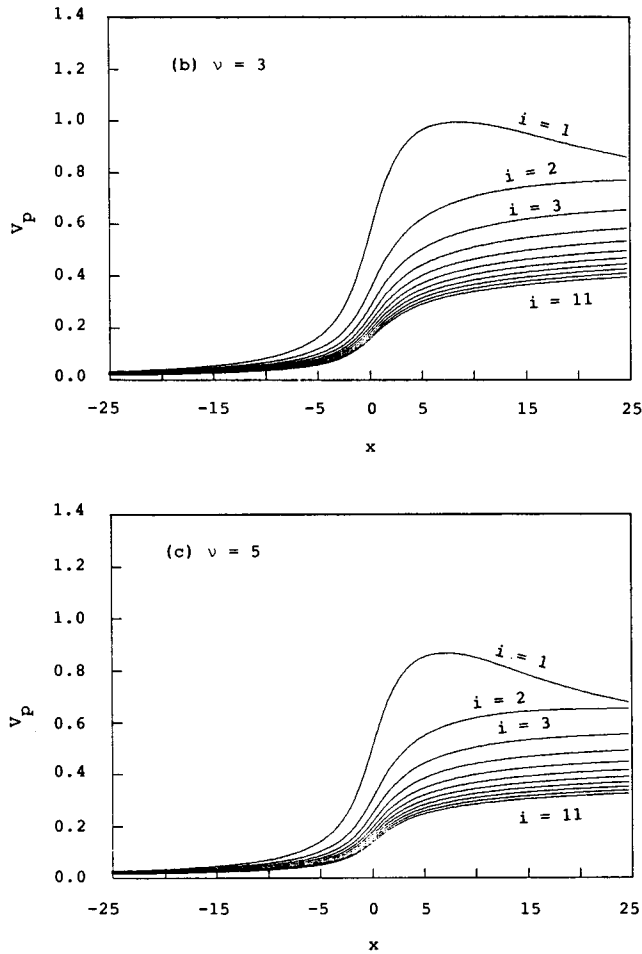 1.4
(b) ν = 3
1.2
i = 1
1.0
i = 2
0.8
i = 3
V_p
0.6
0.4
i = 11
0.2
0.0
-25 -15 -5 0 5 15 25
x
1.4
(c) ν = 5
1.2
1.0
i = 1
0.8
i = 2
i = 3
V_p
0.6
0.4
i = 11
0.2
0.0
-25 -15 -5 0 5 15 25
x